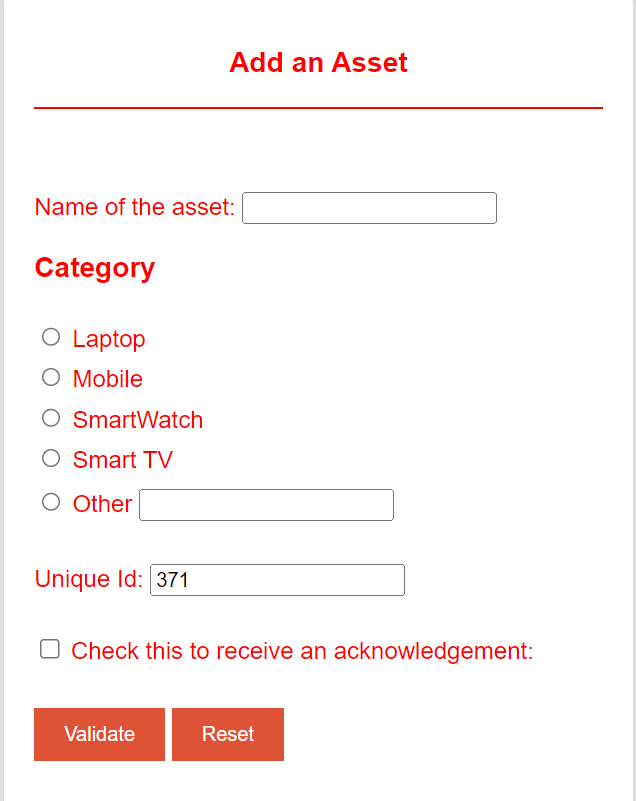 Add an Asset
Name of the asset:
Category
Laptop
Mobile
SmartWatch
Smart TV
Other
Unique Id: 371
Check this to receive an acknowledgement:
Validate Reset